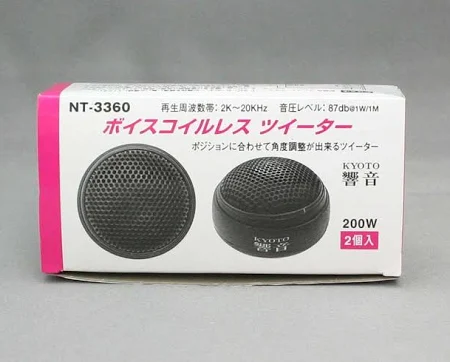 NT-3360 再生周波数帯:2K～20KHz 音圧レベル:87db@1W/1M
ボイスコイルレス ツイーター
ポジションに合わせて角度調整が出来るツイーター
KYOTO
響音
KYOTO
響音
200W
2個入